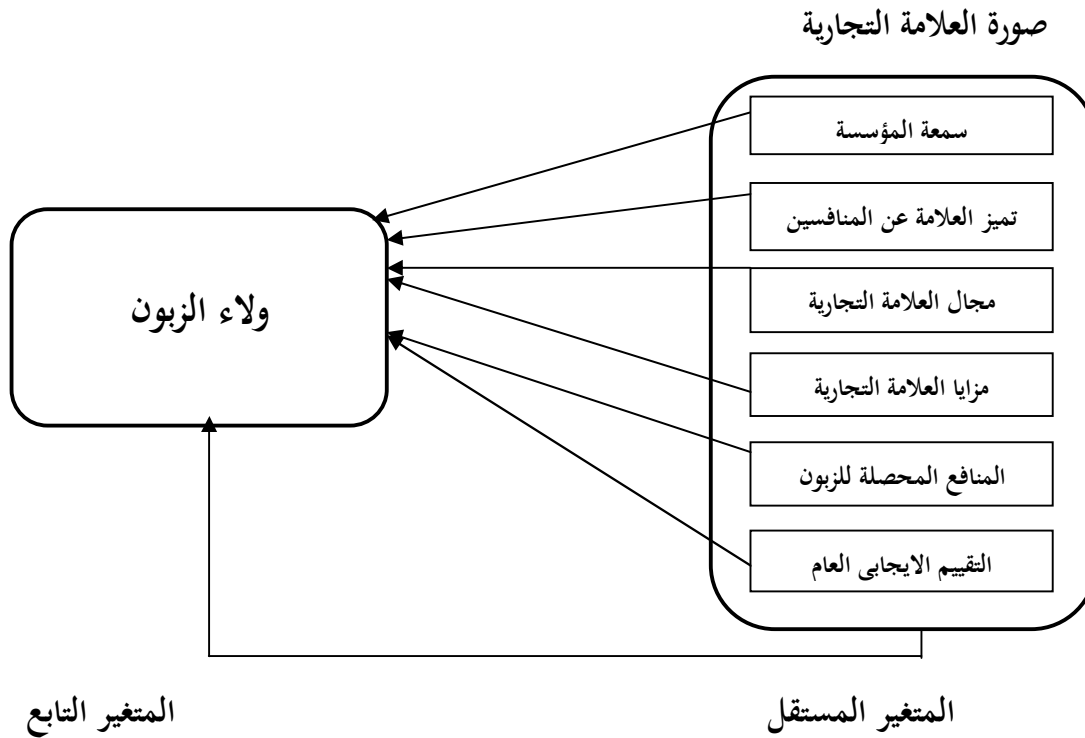 صورة العلامة التجارية
سمعة المؤسسة
تميز العلامة عن المنافسين
مجال العلامة التجارية
مزايا العلامة التجارية
المنافع المحصلة للزبون
التقييم الايجابى العام
ولاء الزبون
المتغير المستقل
المتغير التابع